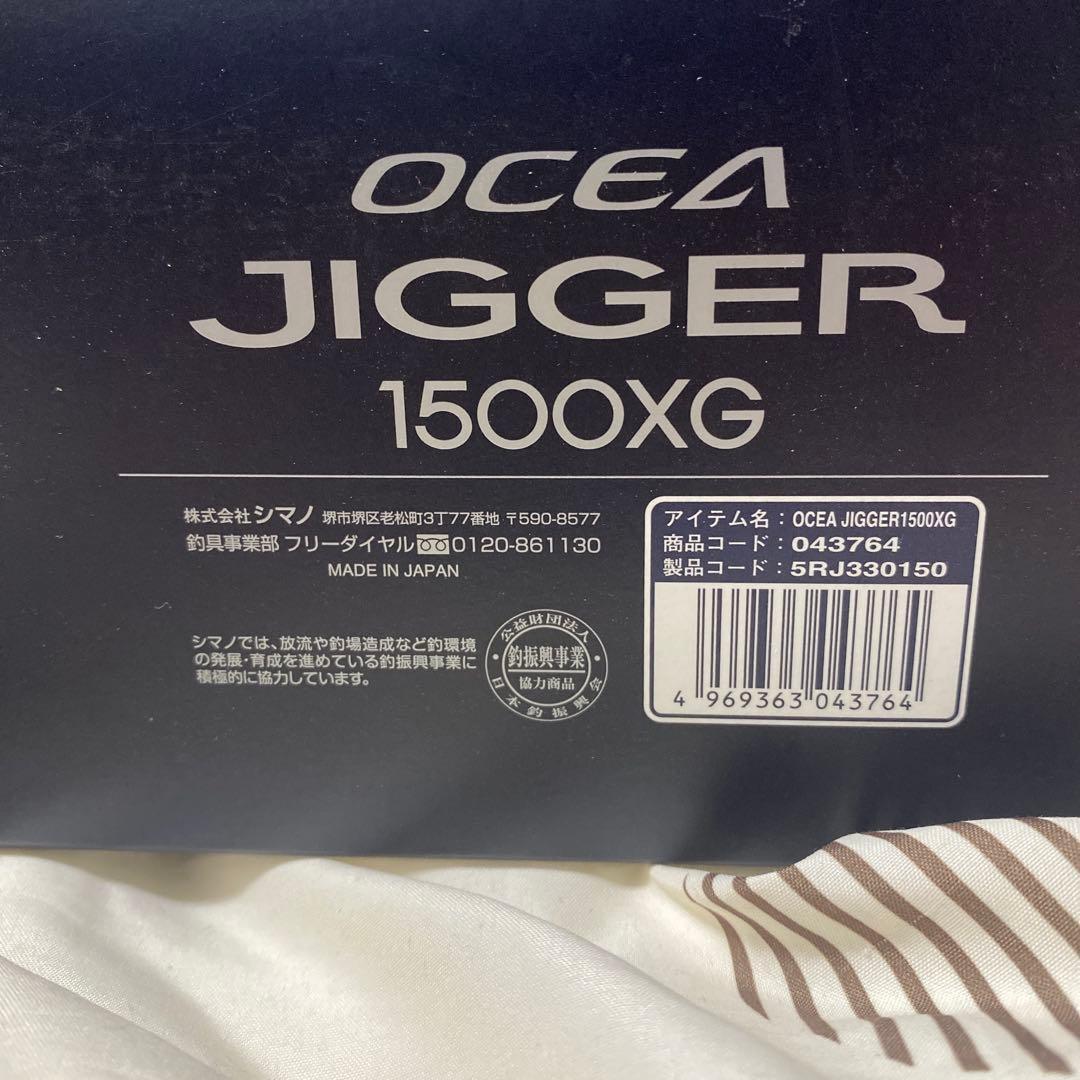 OCEA
JIGGER
1500XG
株式会社シマノ 堺市堺区老松町3丁77番地 〒590-8577
釣具事業部 フリーダイヤル 0120-861130
MADE IN JAPAN
シマノでは、放流や釣場造成など釣環境
の発展・育成を進めている釣振興事業に
積極的に協力しています。
公益財団法人
釣振興事業
協力商品
日本釣振興会
アイテム名：OCEA JIGGER1500XG
商品コード：043764
製品コード：5RJ330150
4 969363 043764